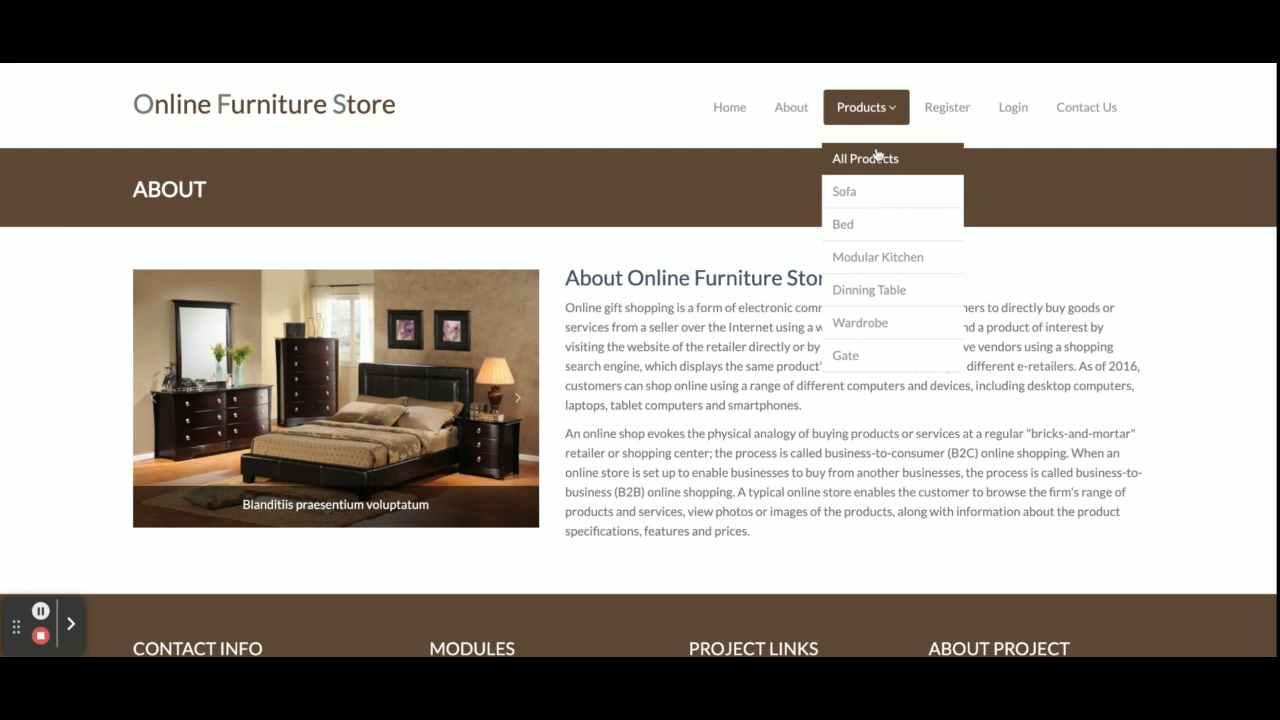 Online Furniture Store
Home
About
Products
Register
Login
Contact Us
All Products
Sofa
Bed
Modular Kitchen
Dinning Table
Wardrobe
Gate
ABOUT
Blanditiis praesentium voluptatum
About Online Furniture Stor
Online gift shopping is a form of electronic com ers to directly buy goods or
services from a seller over the Internet using a nd a product of interest by
visiting the website of the retailer directly or by ve vendors using a shopping
search engine, which displays the same product' different e-retailers. As of 2016,
customers can shop online using a range of different computers and devices, including desktop computers,
laptops, tablet computers and smartphones.
An online shop evokes the physical analogy of buying products or services at a regular "bricks-and-mortar"
retailer or shopping center; the process is called business-to-consumer (B2C) online shopping. When an
online store is set up to enable businesses to buy from another businesses, the process is called business-to-
business (B2B) online shopping. A typical online store enables the customer to browse the firm's range of
products and services, view photos or images of the products, along with information about the product
specifications, features and prices.
CONTACT INFO
MODULES
PROJECT LINKS
ABOUT PROJECT